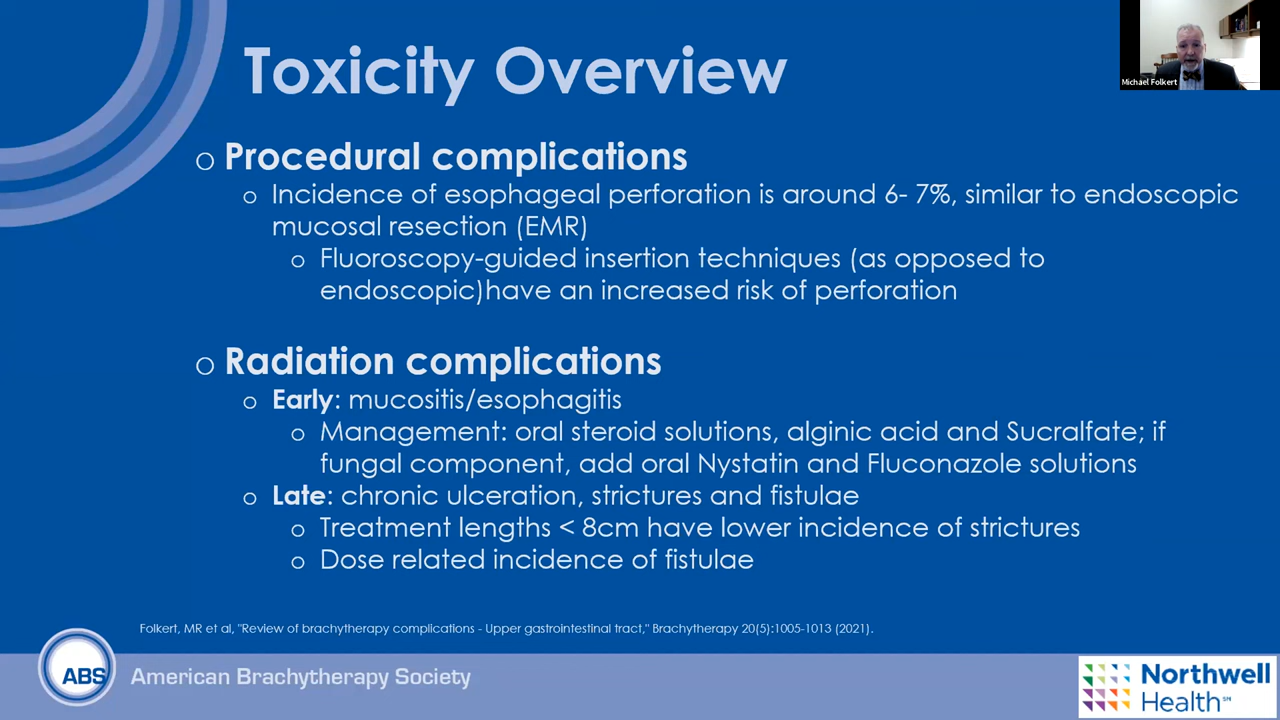 Toxicity Overview
Michael Folkert
o Procedural complications
o Incidence of esophageal perforation is around 6- 7%, similar to endoscopic
mucosal resection (EMR)
o Fluoroscopy-guided insertion techniques (as opposed to
endoscopic)have an increased risk of perforation
o Radiation complications
o Early: mucositis/esophagitis
o Management: oral steroid solutions, alginic acid and Sucralfate; if
fungal component, add oral Nystatin and Fluconazole solutions
o Late: chronic ulceration, strictures and fistulae
o Treatment lengths < 8cm have lower incidence of strictures
o Dose related incidence of fistulae
Folkert, MR et al, "Review of brachytherapy complications - Upper gastrointestinal tract," Brachytherapy 20(5):1005-1013 (2021).
ABS
American Brachytherapy Society
Northwell
Health℠